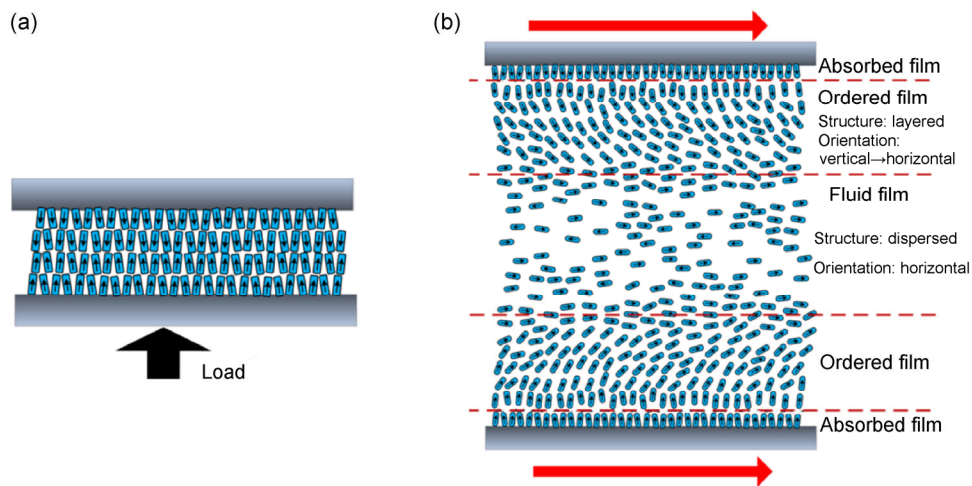 (a)
Load
(b)
Absorbed film
Ordered film
Structure: layered
Orientation:
vertical→horizontal
Fluid film
Structure: dispersed
Orientation: horizontal
Ordered film
Absorbed film